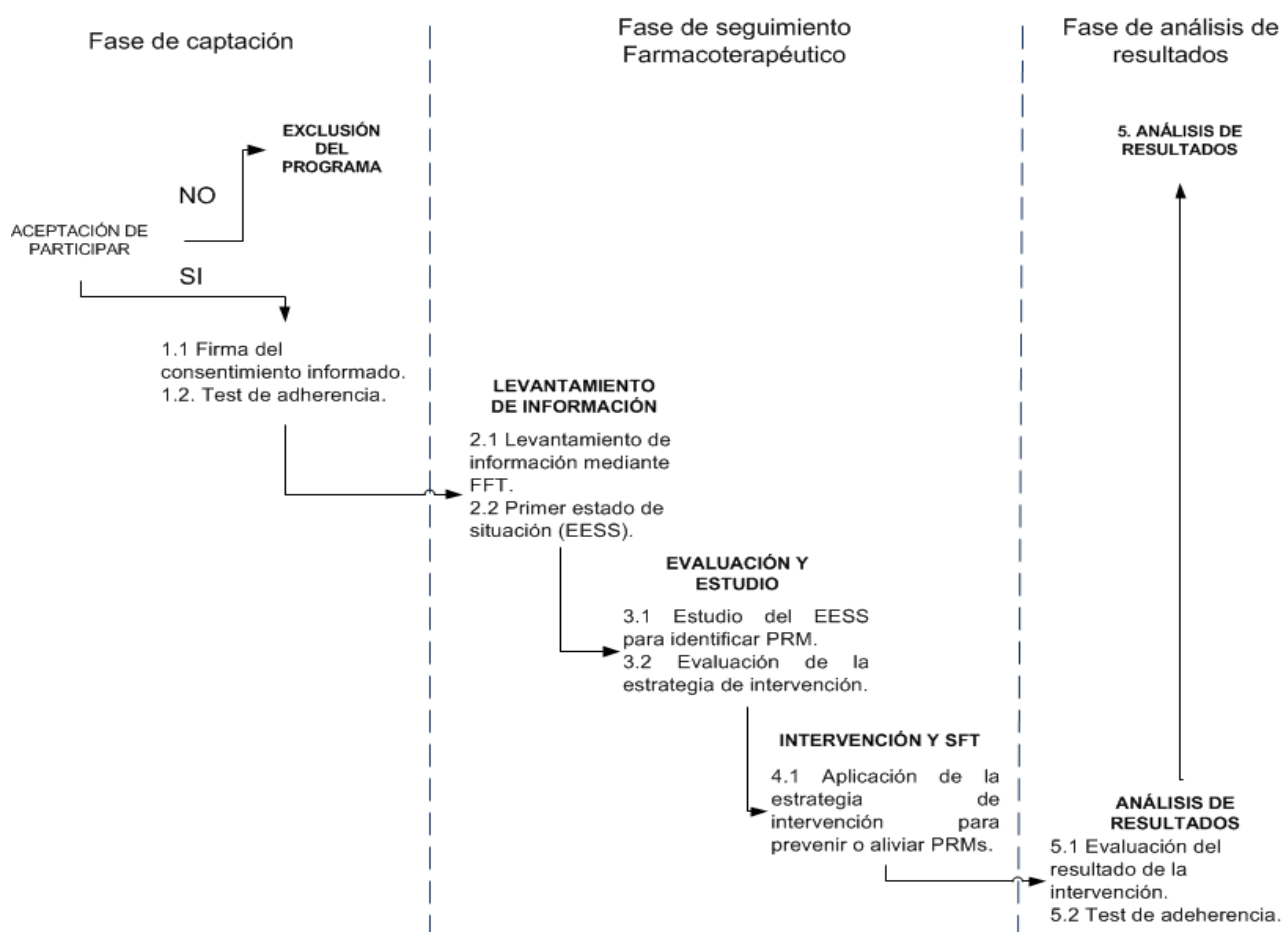 Fase de captación
Fase de seguimiento
Farmacoterapéutico
Fase de análisis de
resultados
EXCLUSIÓN
DEL
PROGRAMA
NO
ACEPTACIÓN DE
PARTICIPAR
SI
1.1 Firma del
consentimiento informado.
1.2. Test de adherencia.
LEVANTAMIENTO
DE INFORMACIÓN
2.1 Levantamiento de
información mediante
FFT.
2.2 Primer estado de
situación (EESS).
EVALUACIÓN Y
ESTUDIO
3.1 Estudio del EESS
para identificar PRM.
3.2 Evaluación de la
estrategia de intervención.
INTERVENCIÓN Y SFT
4.1 Aplicación de la
estrategia de
intervención para
prevenir o aliviar PRMs.
ANÁLISIS DE
RESULTADOS
5.1 Evaluación del
resultado de la
intervención.
5.2 Test de adeherencia.
5. ANÁLISIS DE
RESULTADOS